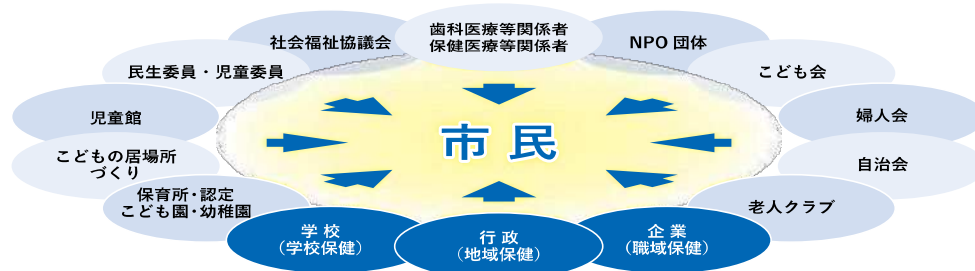 歯科医療等関係者
保健医療等関係者
社会福祉協議会
NPO 団体
民生委員・児童委員
こども会
児童館
婦人会
市民
こどもの居場所
づくり
自治会
保育所・認定
こども園・幼稚園
老人クラブ
学校
（学校保健）
行政
（地域保健）
企業
（職域保健）